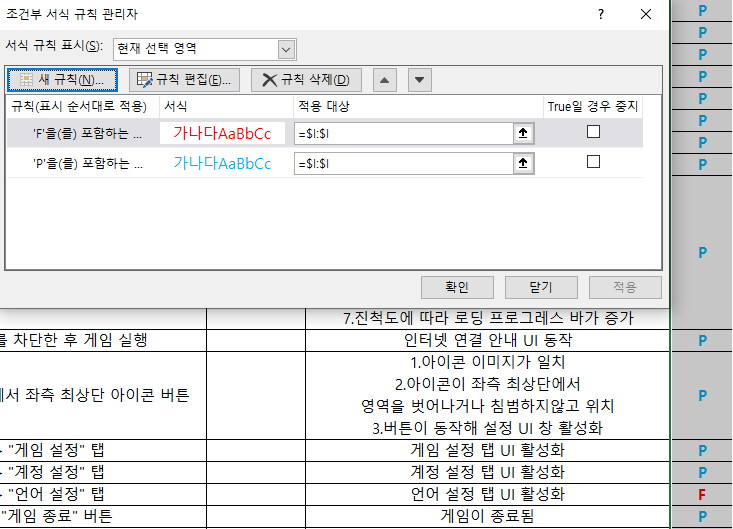 조건부 서식 규칙 관리자
서식 규칙 표시(S): 현재 선택 영역
새 규칙(N)... 규칙 편집(E)... 규칙 삭제(D)
규칙(표시 순서대로 적용) 서식 적용 대상 True일 경우 중지
'F'을(를) 포함하는 ... 가나다AaBbCc =$I:$I
'P'을(를) 포함하는 ... 가나다AaBbCc =$I:$I
확인 닫기 적용
P
P
P
P
P
P
P
P
P
7.진척도에 따라 로딩 프로그레스 바가 증가
를 차단한 후 게임 실행 인터넷 연결 안내 UI 동작 P
에서 좌측 최상단 아이콘 버튼
1.아이콘 이미지가 일치
2.아이콘이 좌측 최상단에서
영역을 벗어나거나 침범하지않고 위치
3.버튼이 동작해 설정 UI 창 활성화
P
"게임 설정" 탭 게임 설정 탭 UI 활성화 P
"계정 설정" 탭 계정 설정 탭 UI 활성화 P
"언어 설정" 탭 언어 설정 탭 UI 활성화 F
"게임 종료" 버튼 게임이 종료됨 P